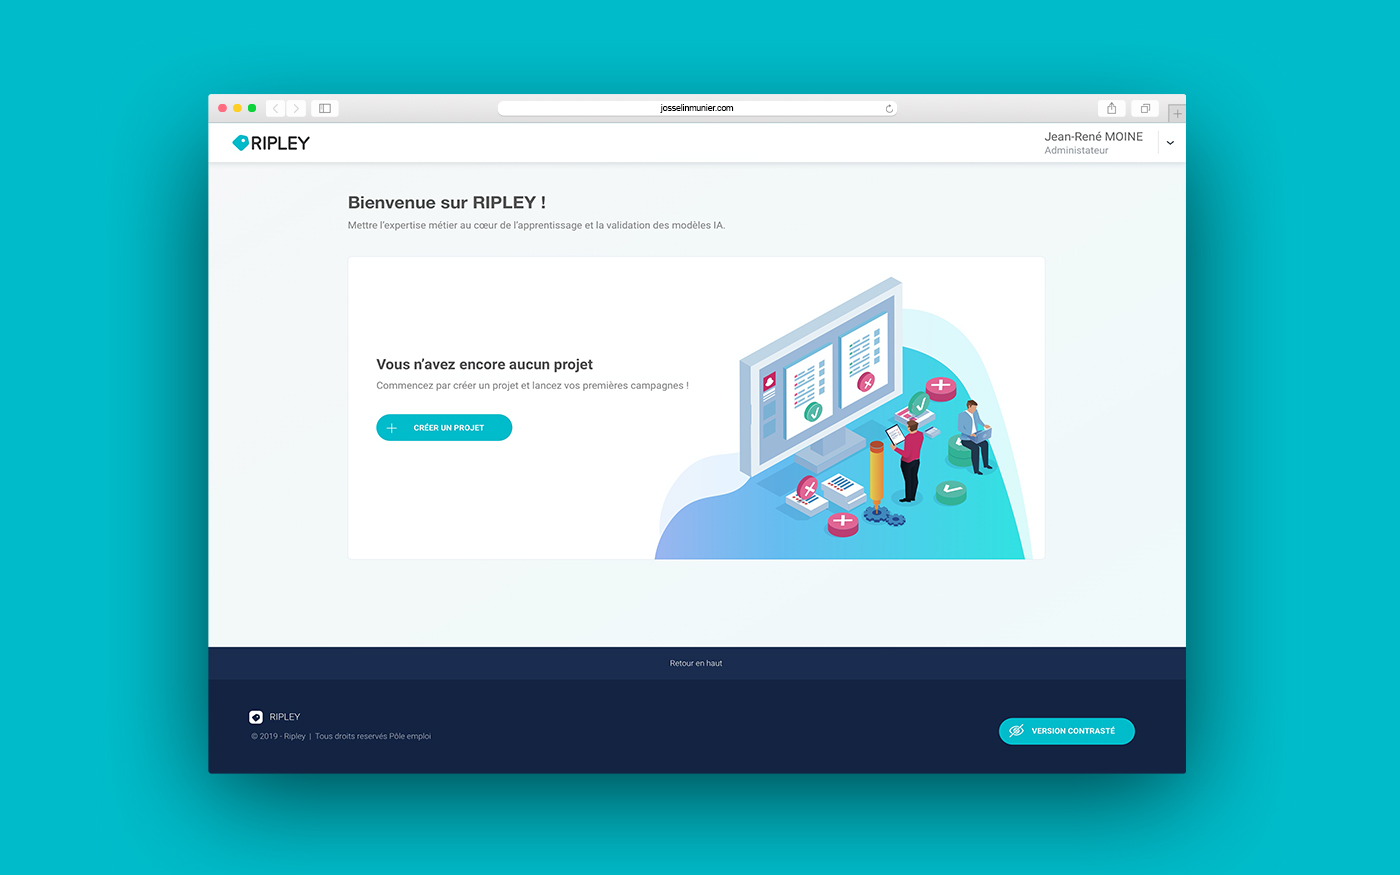 josselinmunier.com
RIPLEY
Jean-René MOINE
Administateur
Bienvenue sur RIPLEY !
Mettre l'expertise métier au cœur de l'apprentissage et la validation des modèles IA.
Vous n'avez encore aucun projet
Commencez par créer un projet et lancez vos premières campagnes !
CRÉER UN PROJET
Retour en haut
RIPLEY
© 2019 - Ripley | Tous droits reservés Pôle emploi
VERSION CONTRASTÉ